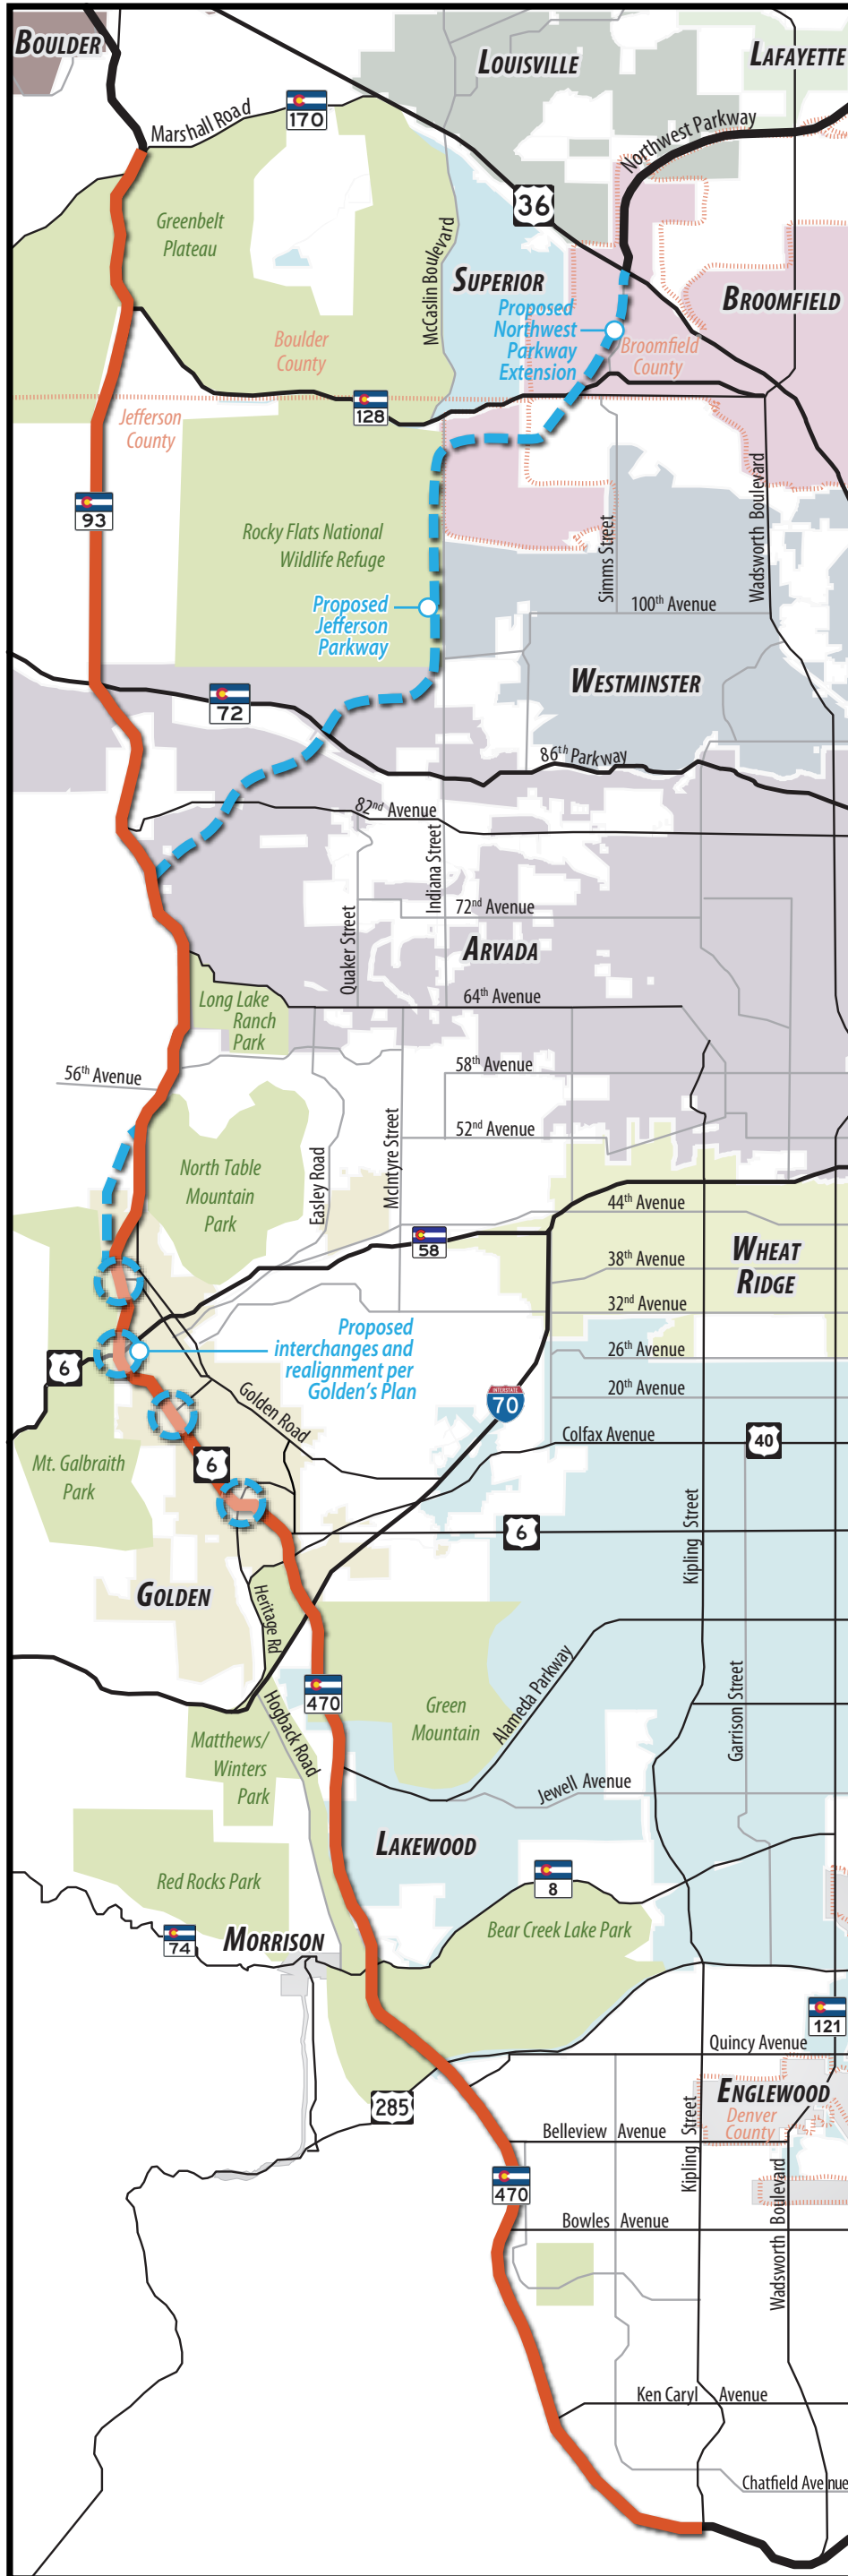 BOULDER
LOUISVILLE
LAFAYETTE
Marshall Road
170
Northwest Parkway
36
Greenbelt
Plateau
McCaslin Boulevard
SUPERIOR
BROOMFIELD
Proposed
Northwest
Parkway
Extension
Boulder
County
Broomfield
County
128
Jefferson
County
93
Wadsworth Boulevard
Rocky Flats National
Wildlife Refuge
Simms Street
Proposed
Jefferson
Parkway
100th Avenue
WESTMINSTER
72
86th Parkway
82nd Avenue
Indiana Street
72nd Avenue
Quaker Street
ARVADA
Long Lake
Ranch
Park
64th Avenue
56th Avenue
58th Avenue
52nd Avenue
McIntyre Street
Easley Road
North Table
Mountain
Park
44th Avenue
58
WHEAT
RIDGE
38th Avenue
32nd Avenue
Proposed
interchanges and
realignment per
Golden's Plan
26th Avenue
6
20th Avenue
70
INTERSTATE
Golden Road
Colfax Avenue
40
Mt. Galbraith
Park
6
Kipling Street
6
GOLDEN
Heritage Rd
470
Green
Mountain
Alameda Parkway
Garrison Street
Hogback Road
Matthews/
Winters
Park
Jewell Avenue
LAKEWOOD
Red Rocks Park
8
Bear Creek Lake Park
74
MORRISON
121
Quincy Avenue
ENGLEWOOD
Denver
County
285
Kipling Street
Belleview Avenue
470
Wadsworth Boulevard
Bowles Avenue
Ken Caryl Avenue
Chatfield Avenue